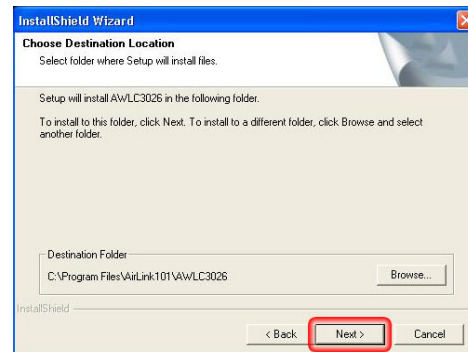 InstallShield Wizard
Choose Destination Location
Select folder where Setup will install files.
Setup will install AWLC3026 in the following folder.
To install to this folder, click Next. To install to a different folder, click Browse and select
another folder.
Destination Folder
C:\Program Files\AirLink101\AWLC3026
Browse...
InstallShield
< Back
Next >
Cancel